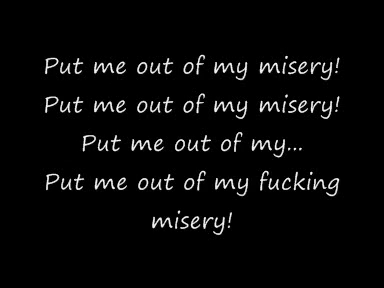 Put me out of my misery!
Put me out of my misery!
Put me out of my...
Put me out of my fucking
misery!